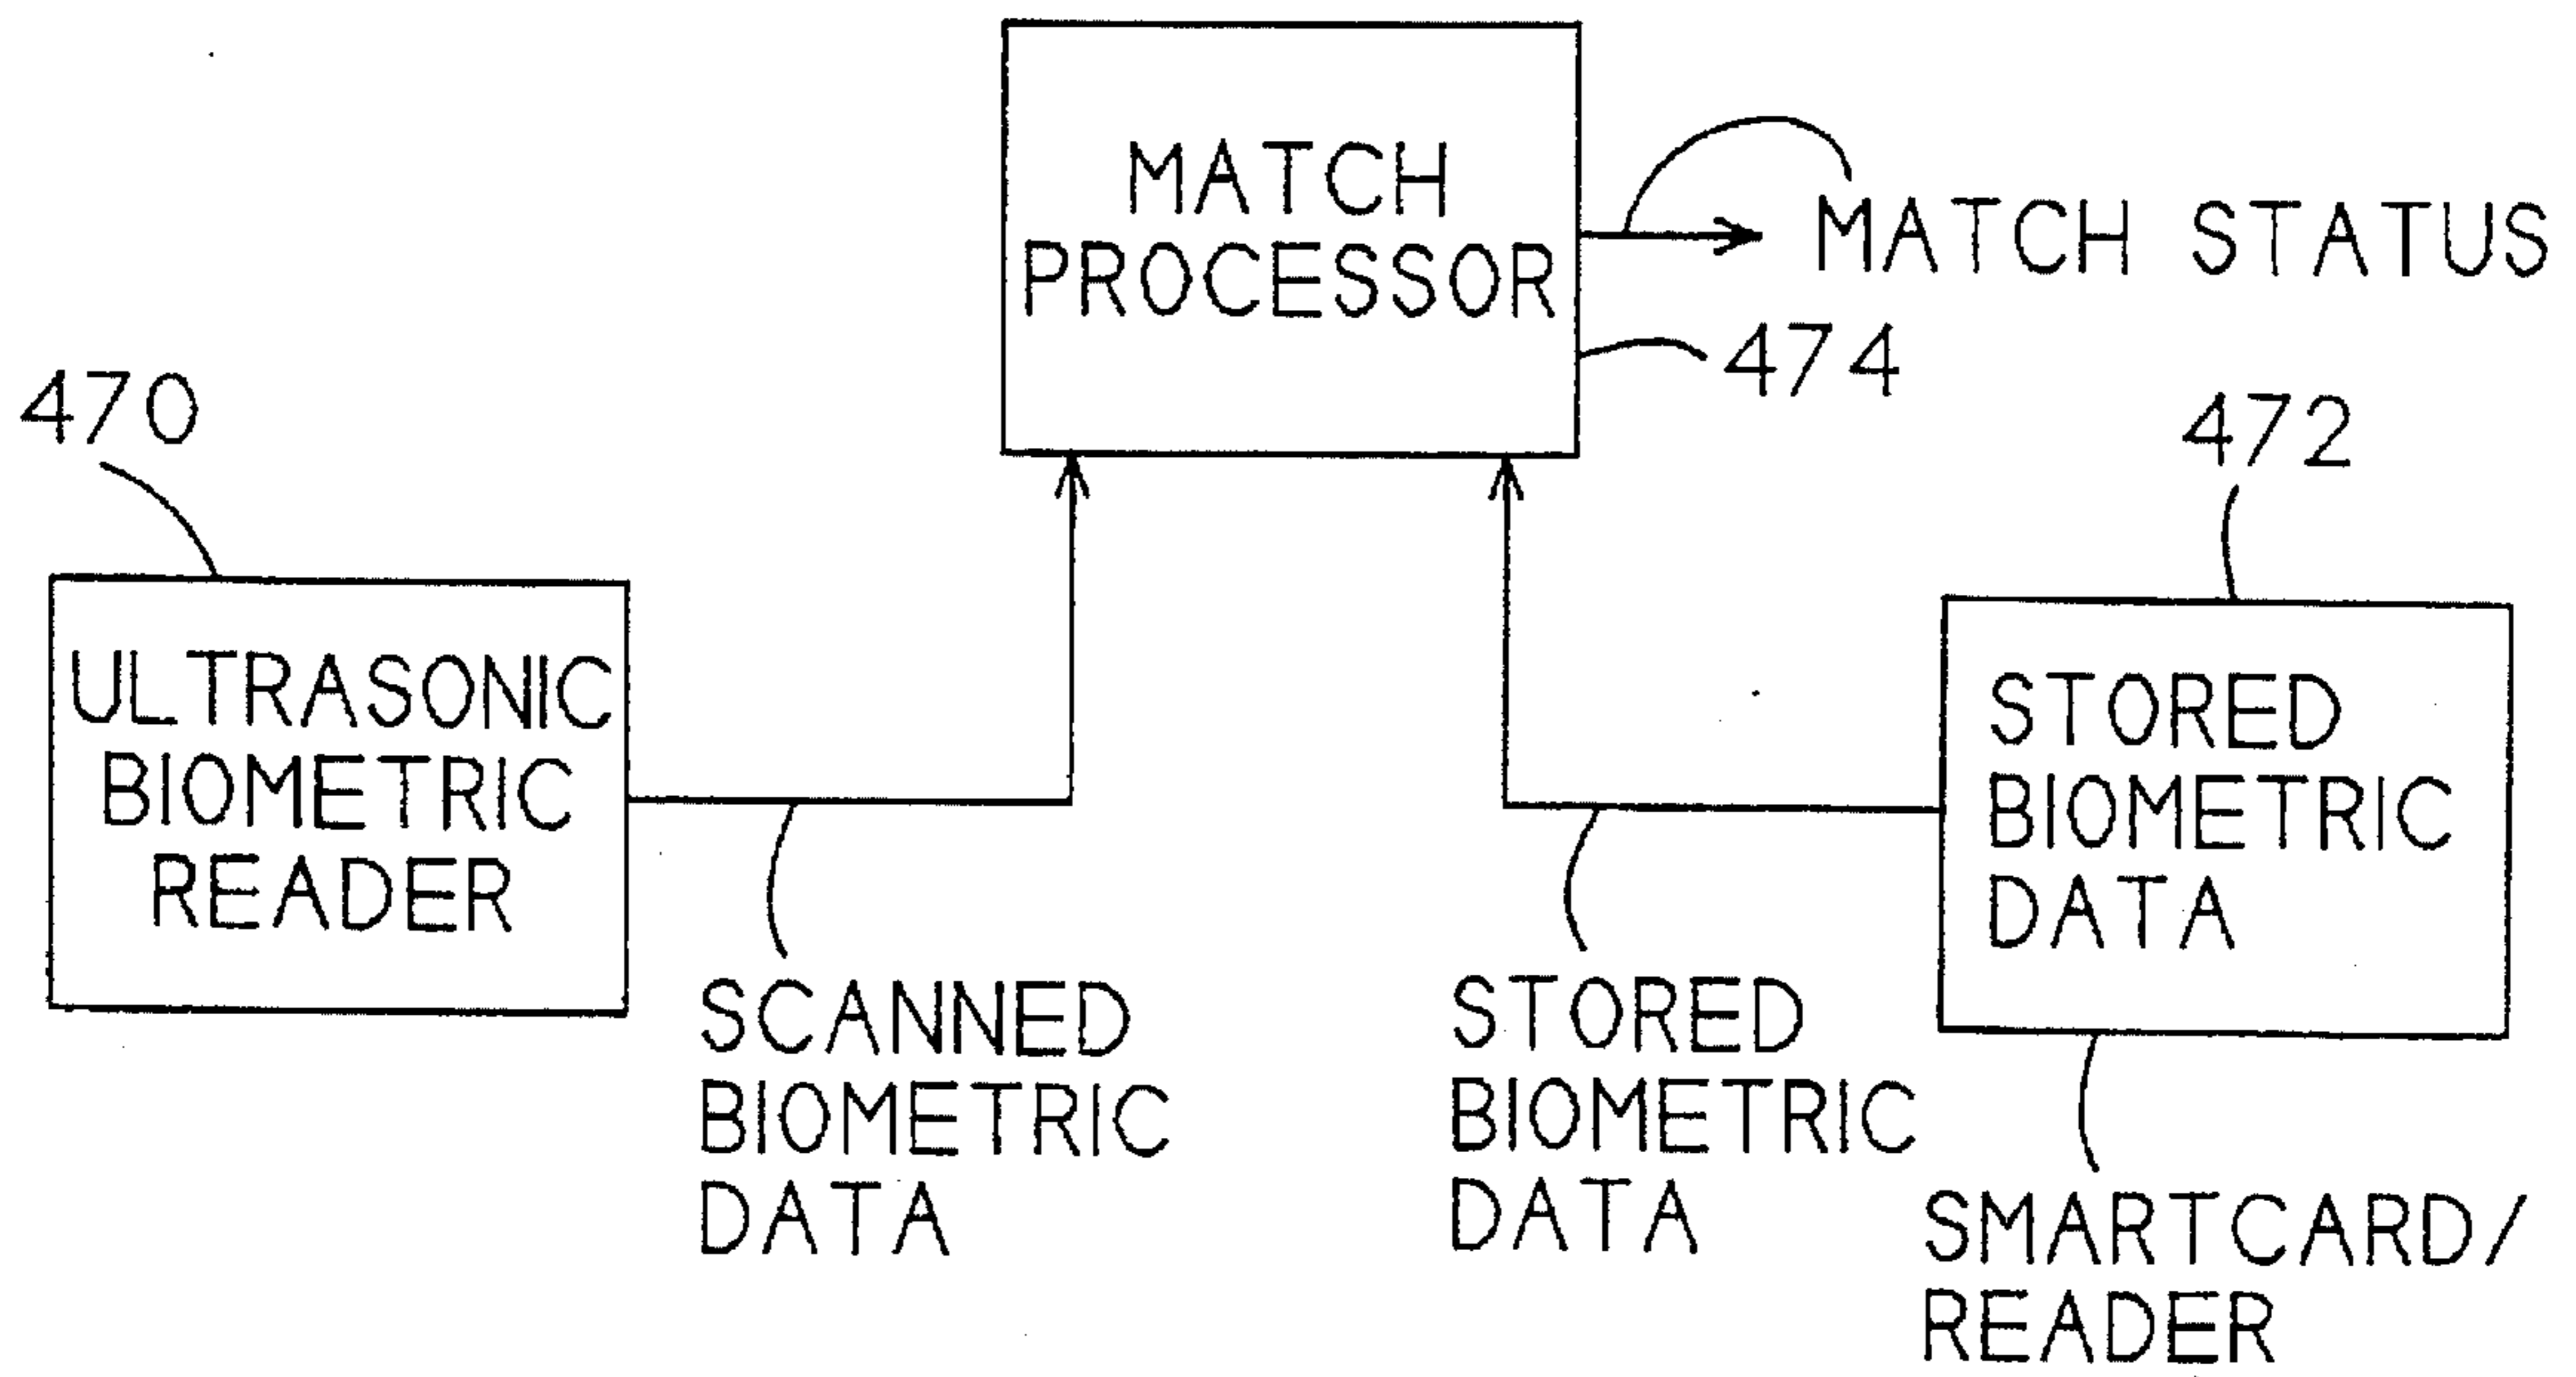 MATCH
PROCESSOR
MATCH STATUS
474
470
472
ULTRASONIC
BIOMETRIC
READER
STORED
BIOMETRIC
DATA
SCANNED
BIOMETRIC
DATA
STORED
BIOMETRIC
DATA
SMARTCARD/
READER